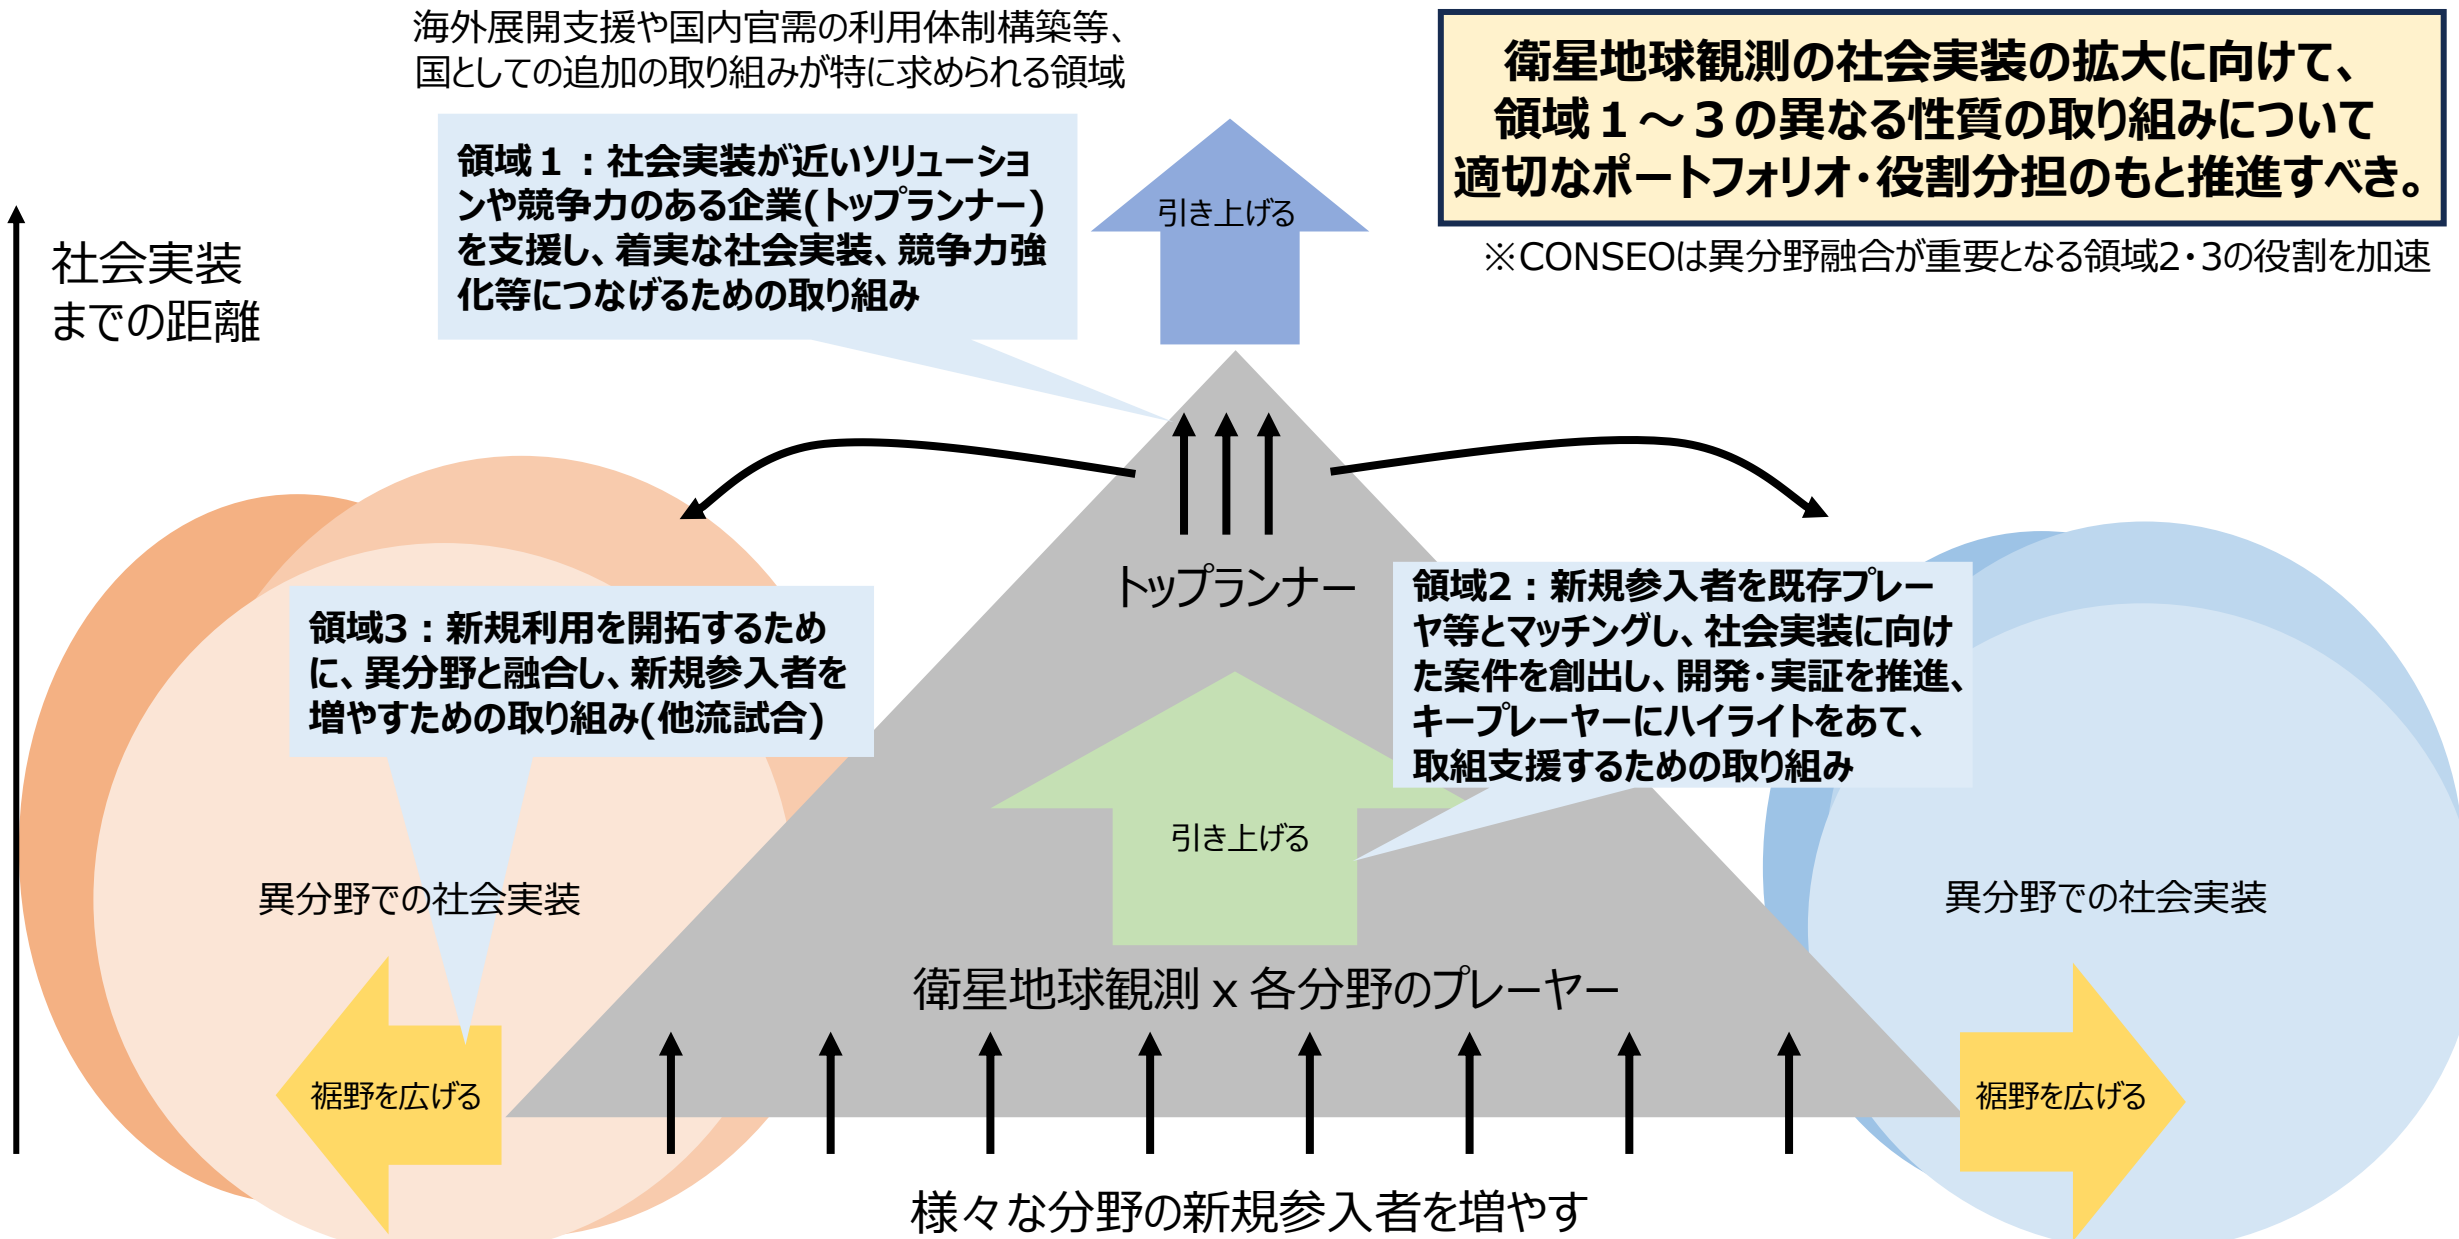 海外展開支援や国内官需の利用体制構築等、
国としての追加の取り組みが特に求められる領域
衛星地球観測の社会実装の拡大に向けて、
領域１～３の異なる性質の取り組みについて
適切なポートフォリオ・役割分担のもと推進すべき。
※CONSEOは異分野融合が重要となる領域2・3の役割を加速
領域１：社会実装が近いソリューショ
ンや競争力のある企業(トップランナー)
を支援し、着実な社会実装、競争力強
化等につなげるための取り組み
引き上げる
社会実装
までの距離
トップランナー
領域2：新規参入者を既存プレー
ヤ等とマッチングし、社会実装に向け
た案件を創出し、開発・実証を推進、
キープレーヤーにハイライトをあて、
取組支援するための取り組み
領域3：新規利用を開拓するため
に、異分野と融合し、新規参入者を
増やすための取り組み(他流試合)
引き上げる
異分野での社会実装
異分野での社会実装
衛星地球観測 x 各分野のプレーヤー
裾野を広げる
裾野を広げる
様々な分野の新規参入者を増やす